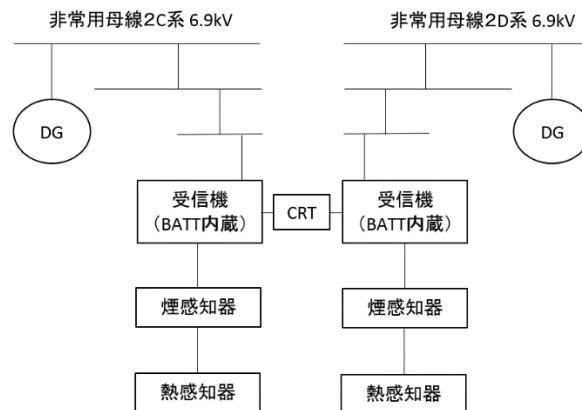 非常用母線２C系 6.9kV
非常用母線２D系 6.9kV
DG
DG
受信機
（BATT内蔵）
CRT
受信機
（BATT内蔵）
煙感知器
煙感知器
熱感知器
熱感知器